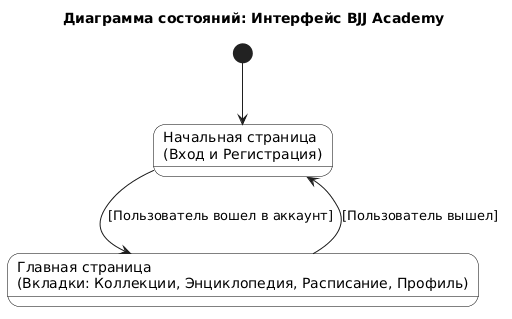 Диаграмма состояний: Интерфейс BJJ Academy
Начальная страница
(Вход и Регистрация)
[Пользователь вошел в аккаунт]
[Пользователь вышел]
Главная страница
(Вкладки: Коллекции, Энциклопедия, Расписание, Профиль)